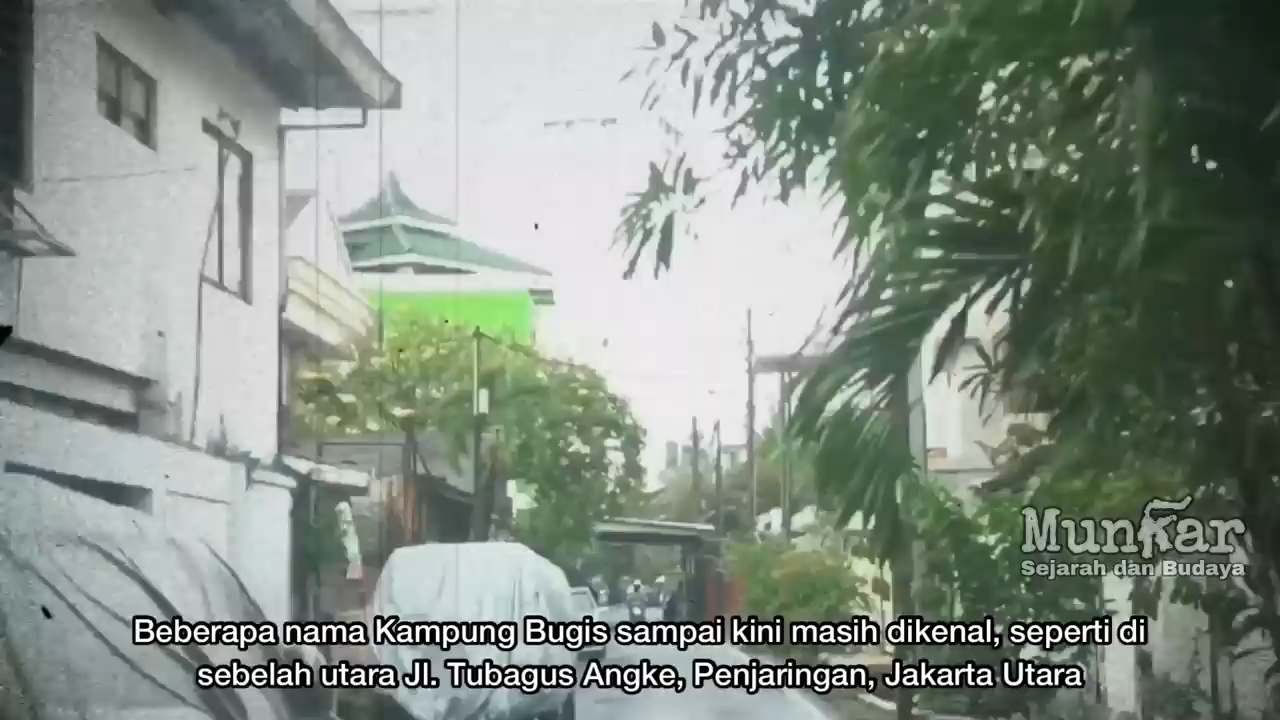 Munkar
Sejarah dan Budaya
Beberapa nama Kampung Bugis sampai kini masih dikenal, seperti di
sebelah utara Jl. Tubagus Angke, Penjaringan, Jakarta Utara